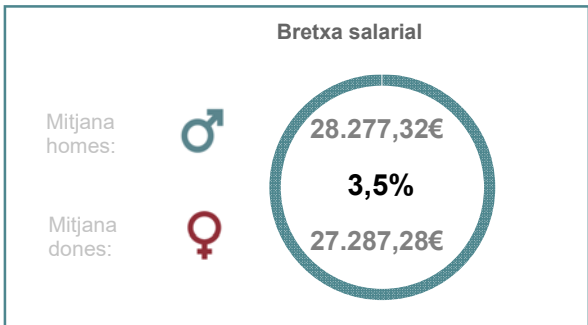 Bretxa salarial
Mitjana
homes:
28.277,32€
3,5%
Mitjana
dones:
27.287,28€